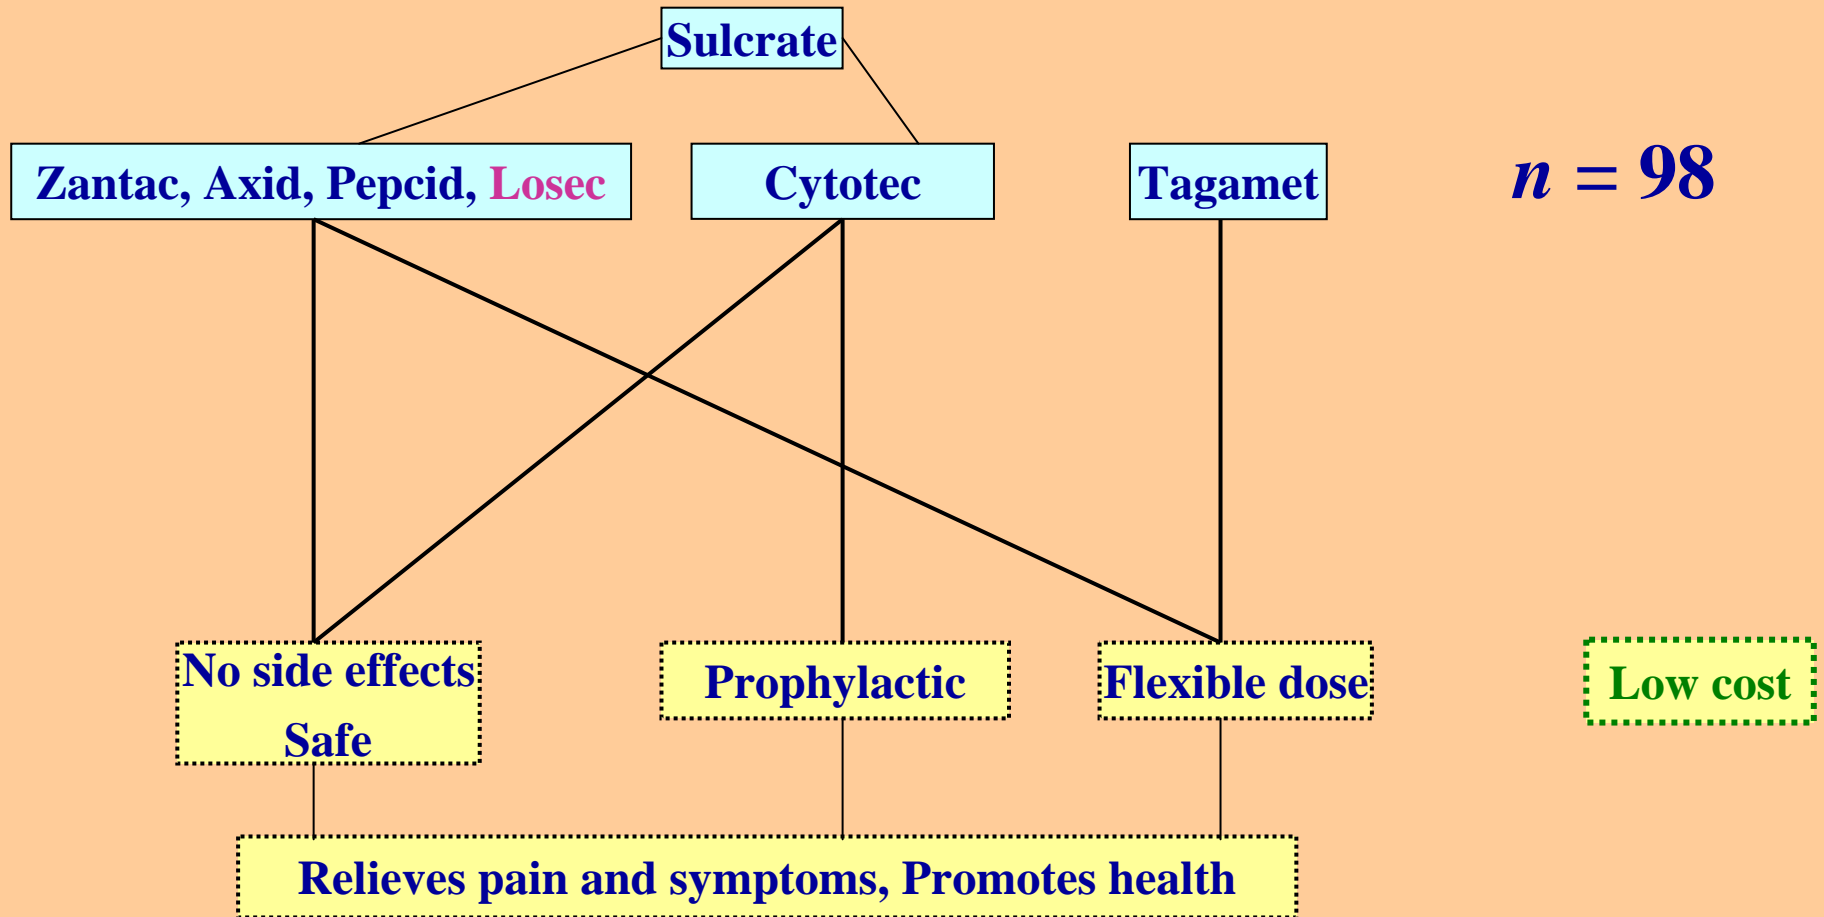 Sulcrate
Zantac, Axid, Pepcid, Losec
Cytotec
Tagamet
n = 98
No side effects
Safe
Prophylactic
Flexible dose
Low cost
Relieves pain and symptoms, Promotes health